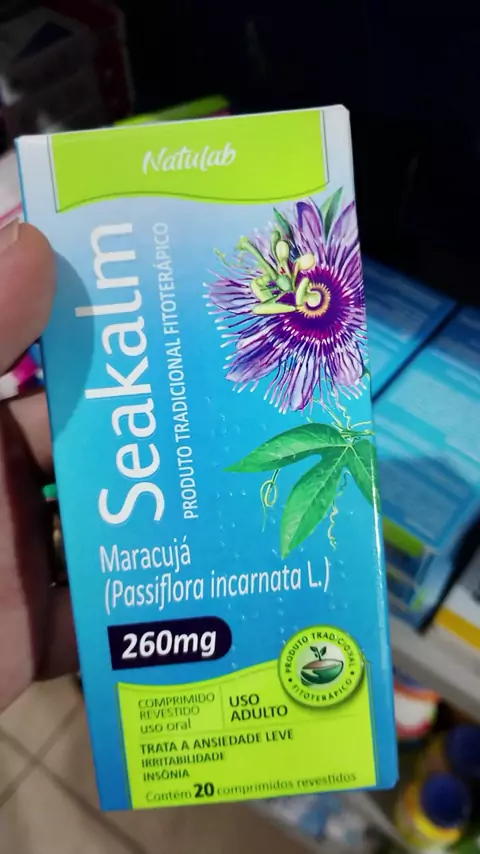 Natulab
Seakalm
PRODUTO TRADICIONAL FITOTERÁPICO
Maracujá
(Passiflora incarnata L.)
260mg
PRODUTO TRADICIONAL
FITOTERÁPICO
COMPRIMIDO
REVESTIDO
uso oral
USO
ADULTO
TRATA A ANSIEDADE LEVE
IRRITABILIDADE
INSÔNIA
Contém 20 comprimidos revestidos